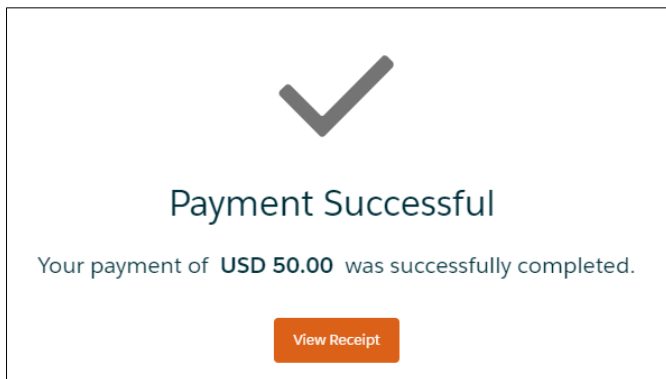 Payment Successful
Your payment of USD 50.00 was successfully completed.
View Receipt